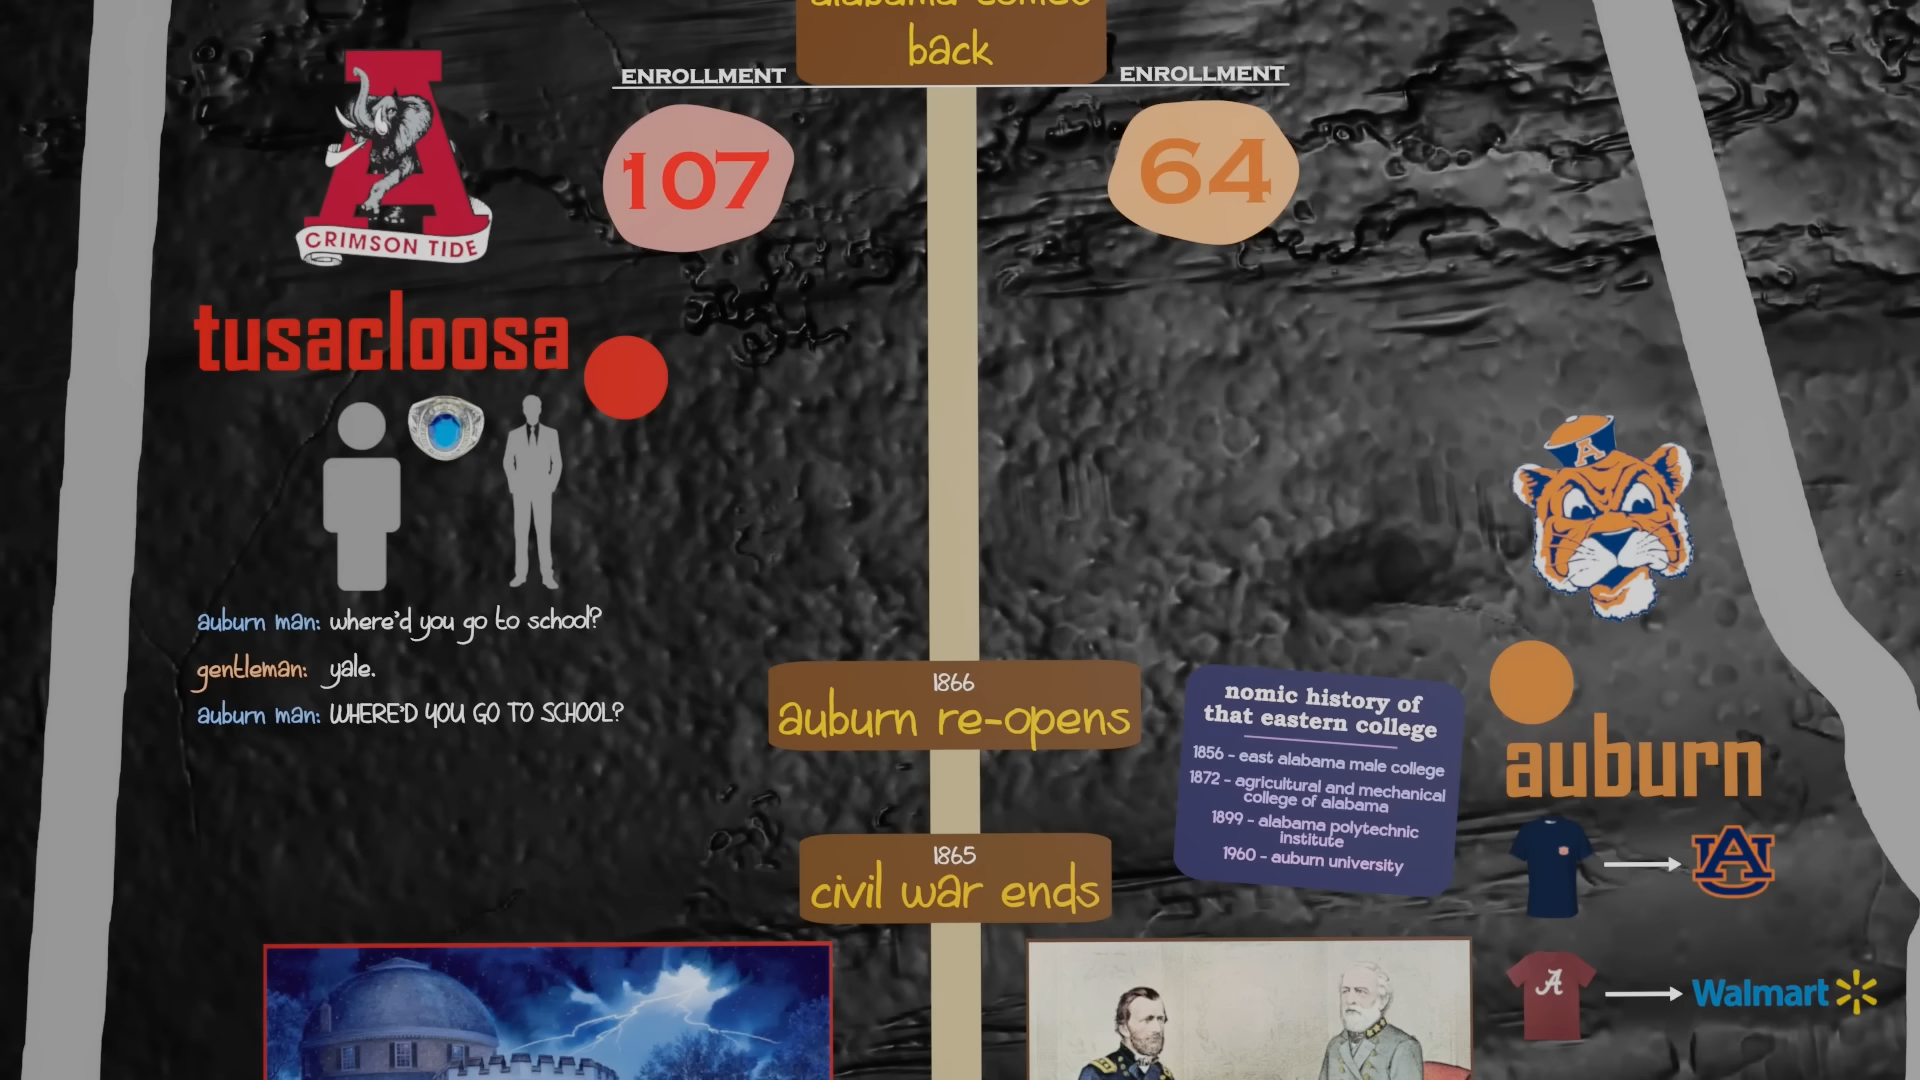 alabama comes
back
ENROLLMENT
ENROLLMENT
107
64
CRIMSON TIDE
tusacloosa
A
auburn man: where'd you go to school?
gentleman: yale.
auburn man: WHERE'D YOU GO TO SCHOOL?
1866
auburn re-opens
nomic history of
that eastern college
1856 - east alabama male college
1872 - agricultural and mechanical
college of alabama
1899 - alabama polytechnic
institute
1960 - auburn university
auburn
AU
1865
civil war ends
A
Walmart